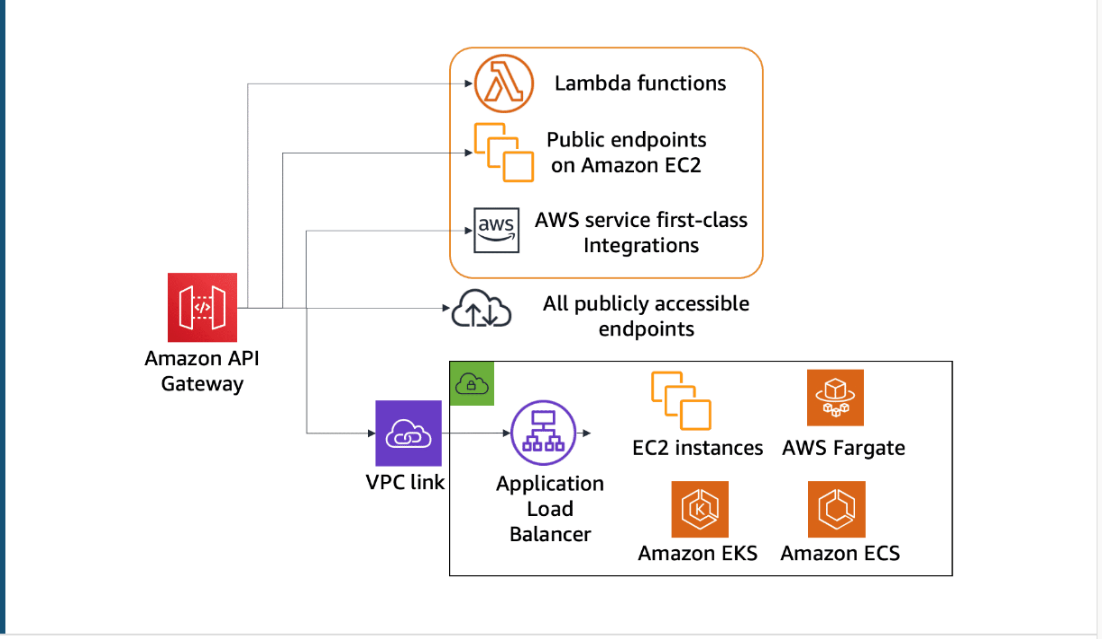 Lambda functions
Public endpoints
on Amazon EC2
aws
AWS service first-class
Integrations
</>
Amazon API
Gateway
All publicly accessible
endpoints
VPC link
Application
Load
Balancer
EC2 instances
AWS Fargate
K
Amazon EKS
Amazon ECS